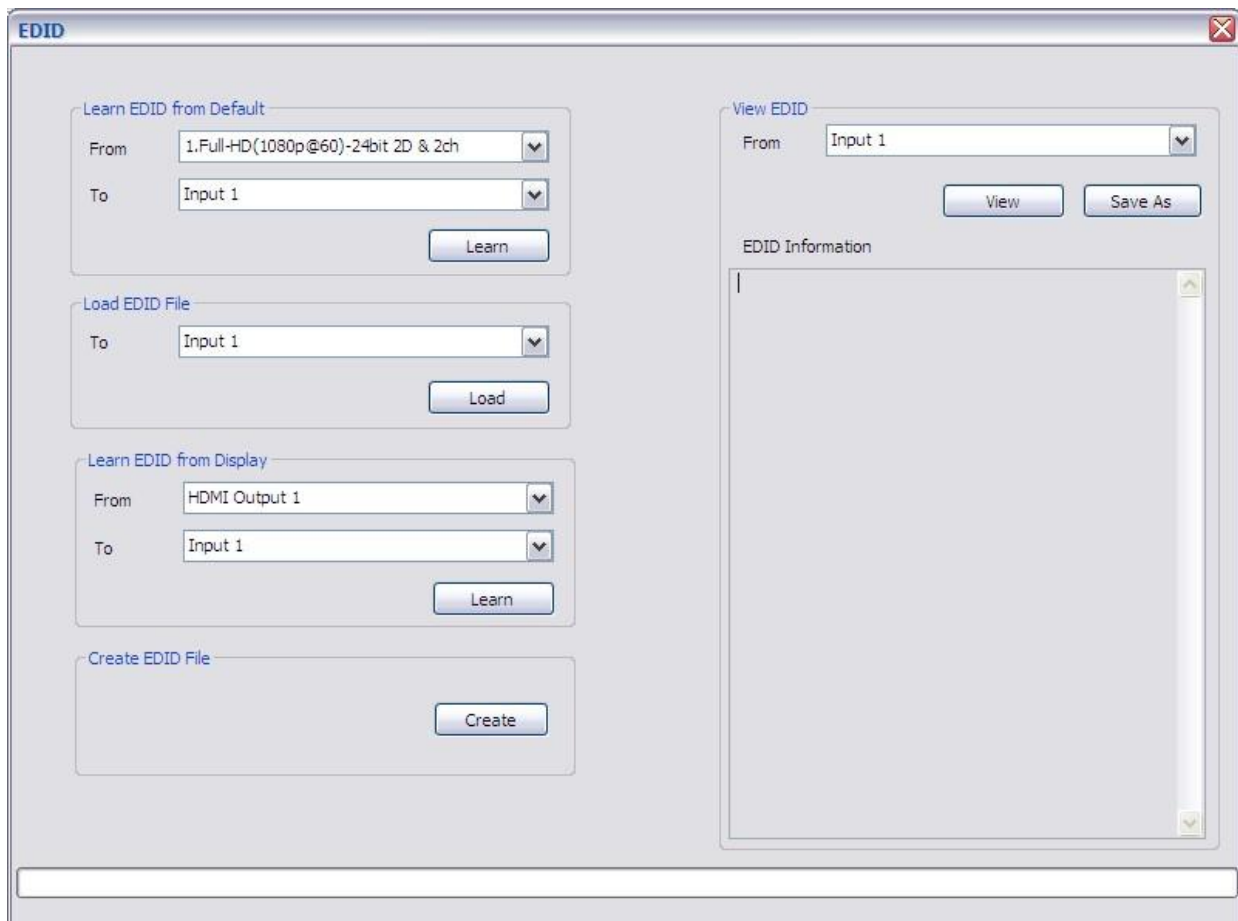 EDID
Learn EDID from Default
From 1.Full-HD(1080p@60)-24bit 2D & 2ch
To Input 1
Learn
Load EDID File
To Input 1
Load
Learn EDID from Display
From HDMI Output 1
To Input 1
Learn
Create EDID File
Create
View EDID
From Input 1
View Save As
EDID Information